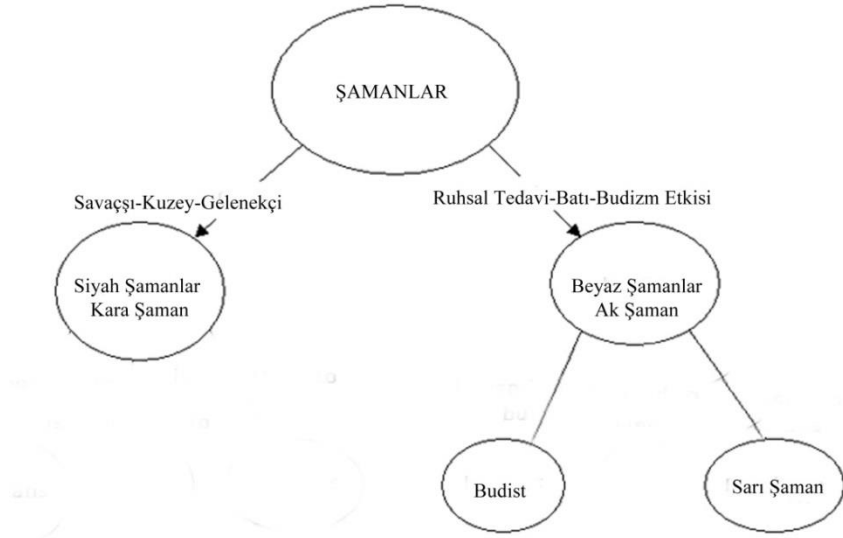 ŞAMANLAR
Savaçşı-Kuzey-Gelenekçi
Ruhsal Tedavi-Batı-Budizm Etkisi
Siyah Şamanlar
Kara Şaman
Beyaz Şamanlar
Ak Şaman
Budist
Sarı Şaman